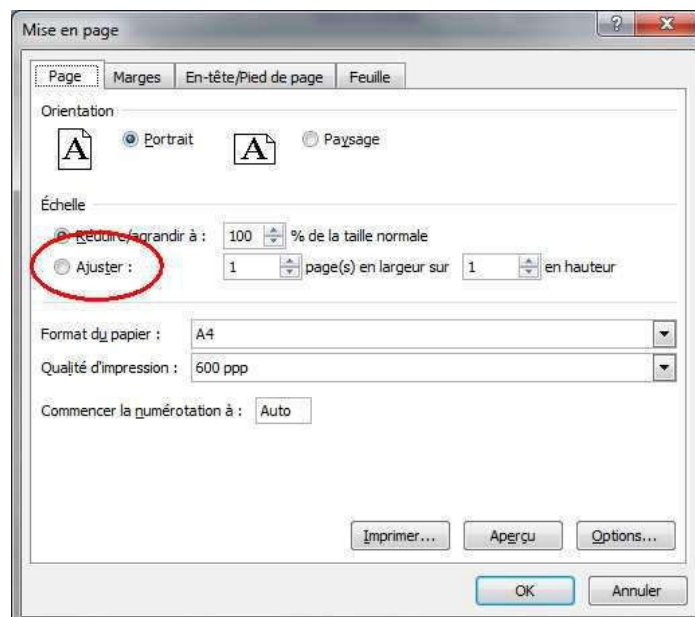 Mise en page
Page Marges En-tête/Pied de page Feuille
Orientation
A Portrait A Paysage
Échelle
Réduire/agrandir à : 100 % de la taille normale
Ajuster : 1 page(s) en largeur sur 1 en hauteur
Format du papier : A4
Qualité d'impression : 600 ppp
Commencer la numérotation à : Auto
Imprimer... Aperçu Options...
OK Annuler